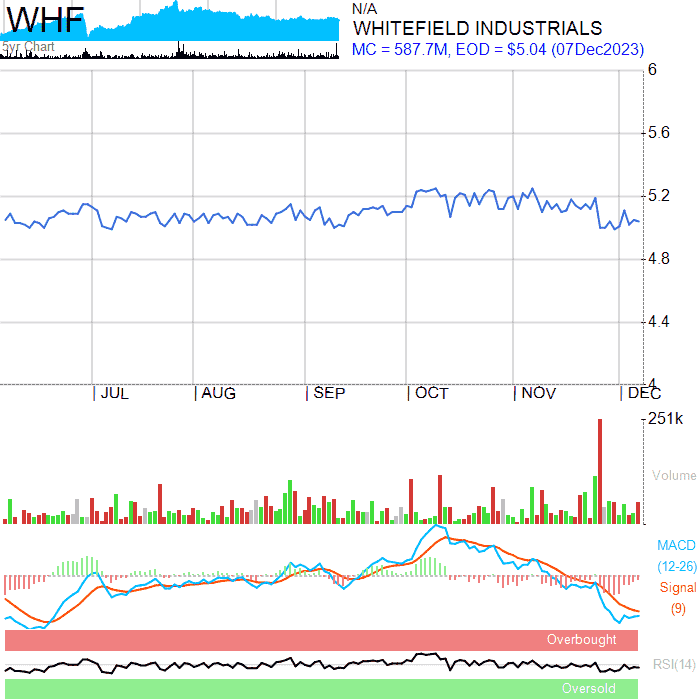 WHF
N/A
WHITEFIELD INDUSTRIALS
5yr Chart
MC = 587.7M, EOD = $5.04 (07Dec2023)
6
5.6
5.2
4.8
4.4
4
JUL AUG SEP OCT NOV DEC
251k
Volume
MACD
(12-26)
Signal
(9)
Overbought
RSI(14)
Oversold